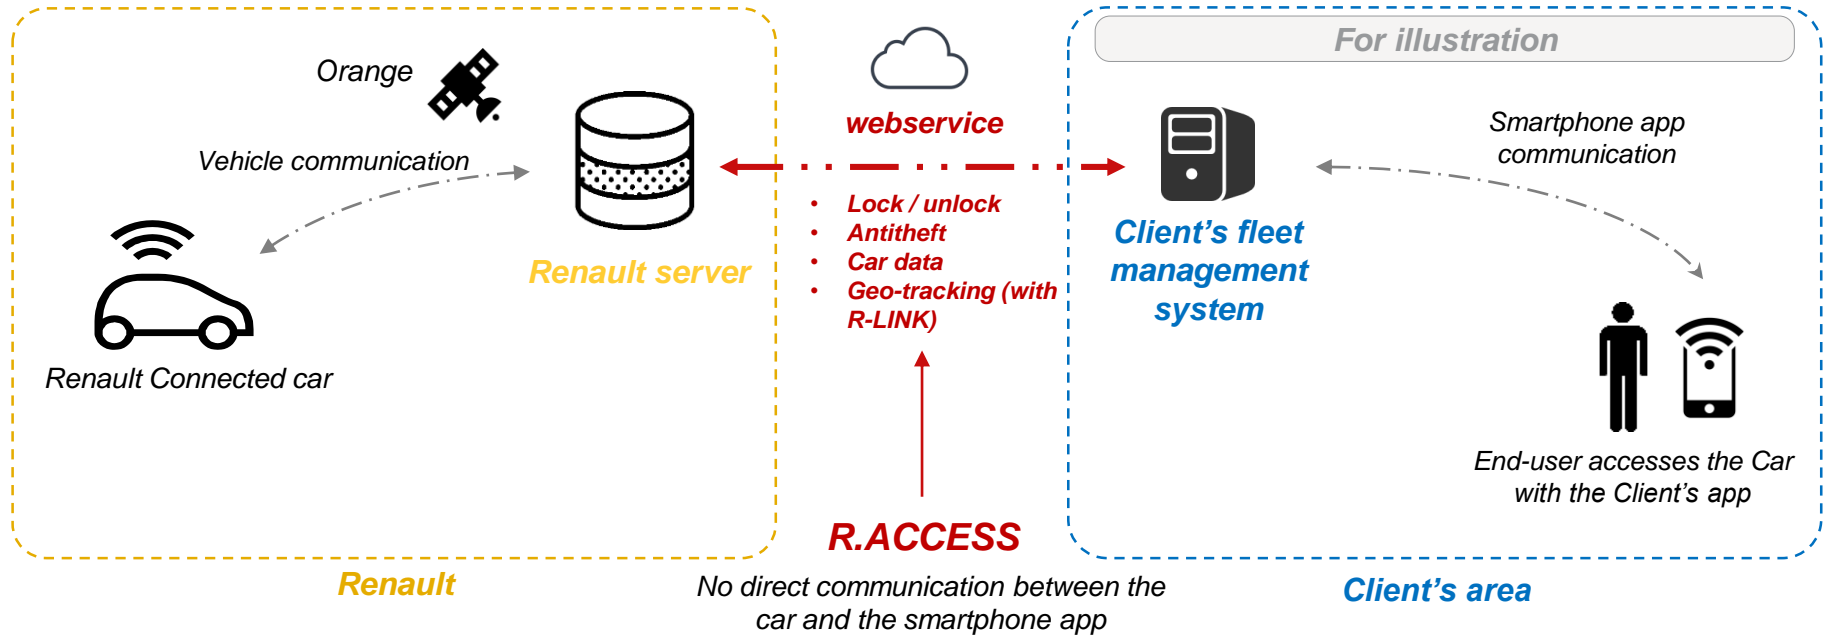 For illustration
Orange
Vehicle communication
Renault server
Renault Connected car
Renault
webservice
• Lock / unlock
• Antitheft
• Car data
• Geo-tracking (with
R-LINK)
R.ACCESS
No direct communication between the
car and the smartphone app
Client's fleet
management
system
Smartphone app
communication
End-user accesses the Car
with the Client's app
Client's area